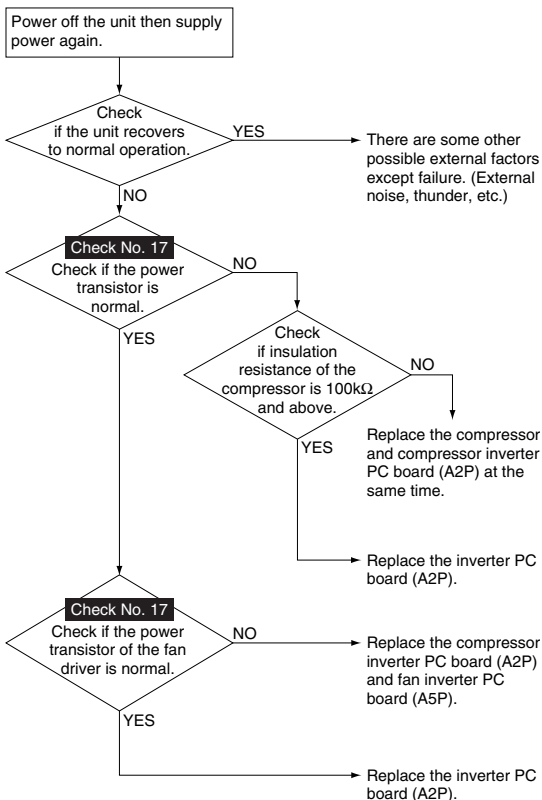 Power off the unit then supply
power again.
Check
if the unit recovers
to normal operation.
YES
There are some other
possible external factors
except failure. (External
noise, thunder, etc.)
NO
Check No. 17
Check if the power
transistor is
normal.
NO
YES
Check
if insulation
resistance of the
compressor is 100kΩ
and above.
NO
YES
Replace the compressor
and compressor inverter
PC board (A2P) at the
same time.
Replace the inverter PC
board (A2P).
Check No. 17
Check if the power
transistor of the fan
driver is normal.
NO
Replace the compressor
inverter PC board (A2P)
and fan inverter PC
board (A5P).
YES
Replace the inverter PC
board (A2P).